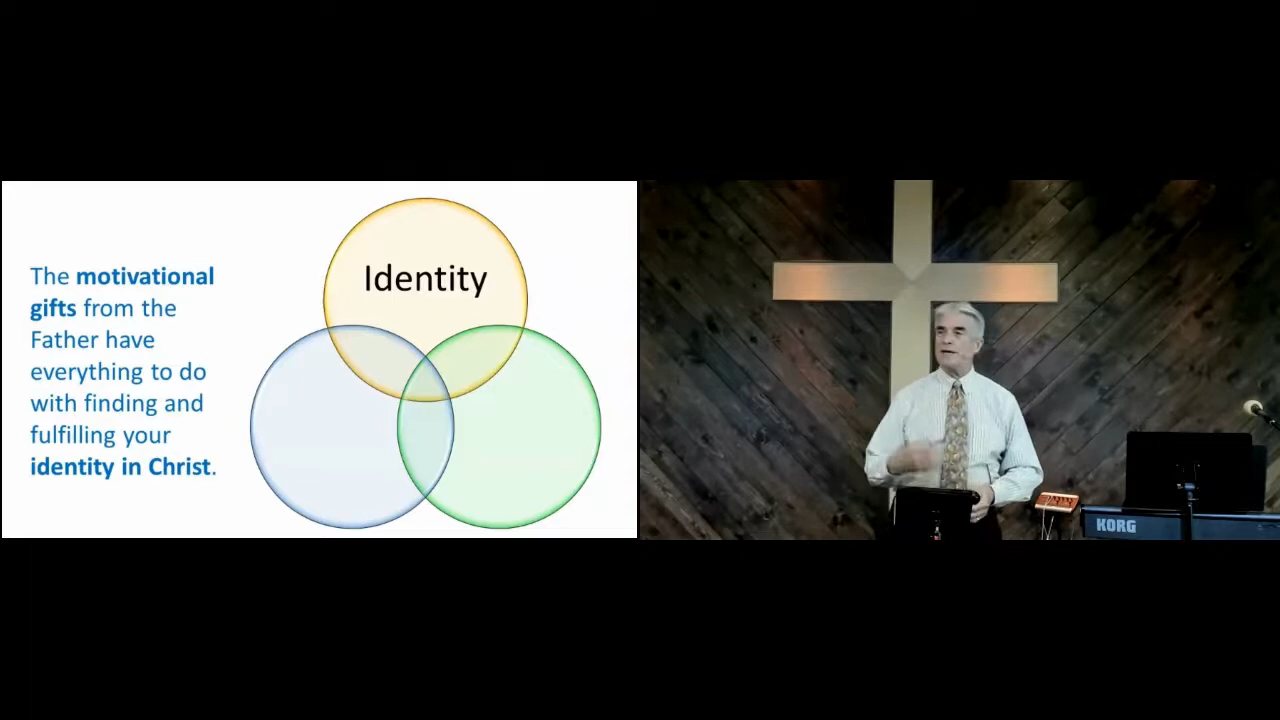 The motivational
gifts from the
Father have
everything to do
with finding and
fulfilling your
identity in Christ.
Identity
KORG